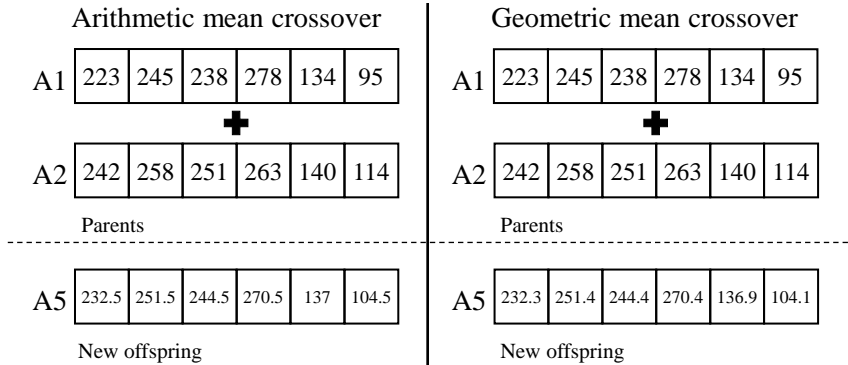 Arithmetic mean crossover
A1 223 245 238 278 134 95
A2 242 258 251 263 140 114
Parents
A5 232.5 251.5 244.5 270.5 137 104.5
New offspring
Geometric mean crossover
A1 223 245 238 278 134 95
A2 242 258 251 263 140 114
Parents
A5 232.3 251.4 244.4 270.4 136.9 104.1
New offspring